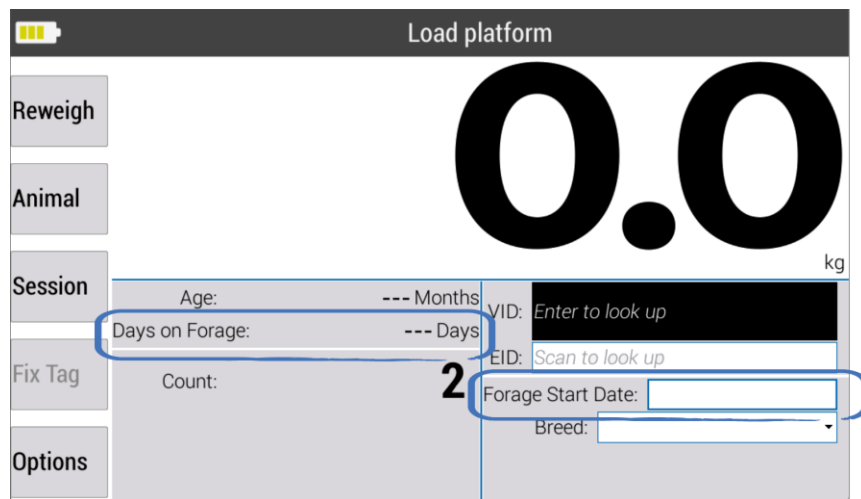 Load platform
Reweigh
Animal
Session
Fix Tag
Options
0.0
kg
Age: --- Months
Days on Forage: --- Days
Count: 2
VID: Enter to look up
EID: Scan to look up
Forage Start Date:
Breed: